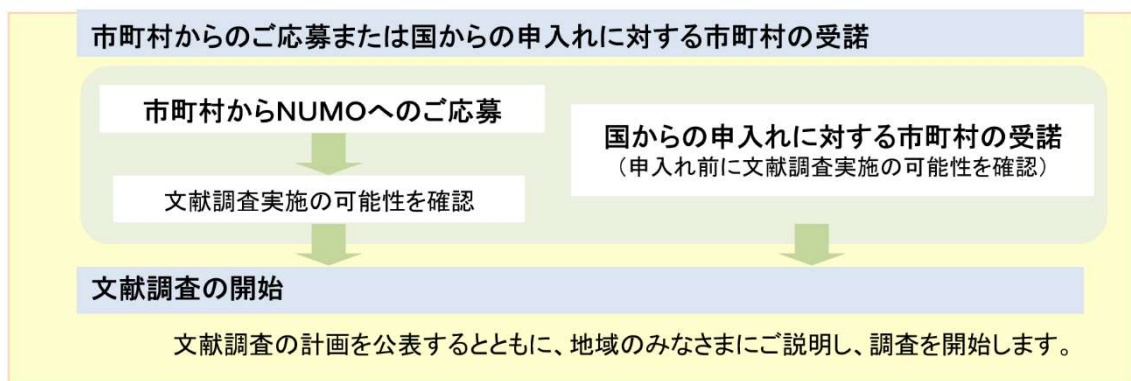 市町村からのご応募または国からの申入れに対する市町村の受諾
市町村からNUMOへのご応募
文献調査実施の可能性を確認
国からの申入れに対する市町村の受諾
（申入れ前に文献調査実施の可能性を確認）
文献調査の開始
文献調査の計画を公表するとともに、地域のみなさまにご説明し、調査を開始します。